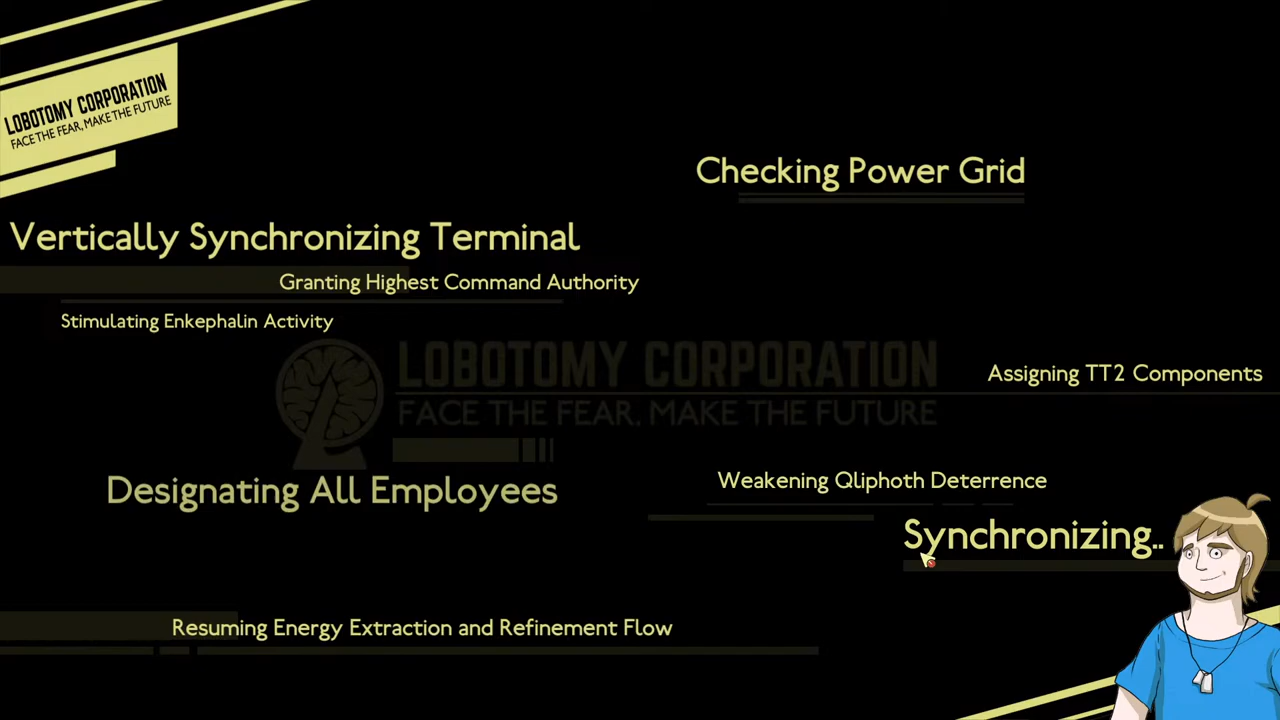 LOBOTOMY CORPORATION
FACE THE FEAR, MAKE THE FUTURE
Checking Power Grid
Vertically Synchronizing Terminal
Granting Highest Command Authority
Stimulating Enkephalin Activity
LOBOTOMY CORPORATION
FACE THE FEAR, MAKE THE FUTURE
Assigning TT2 Components
Designating All Employees
Weakening Qliphoth Deterrence
Synchronizing..
Resuming Energy Extraction and Refinement Flow